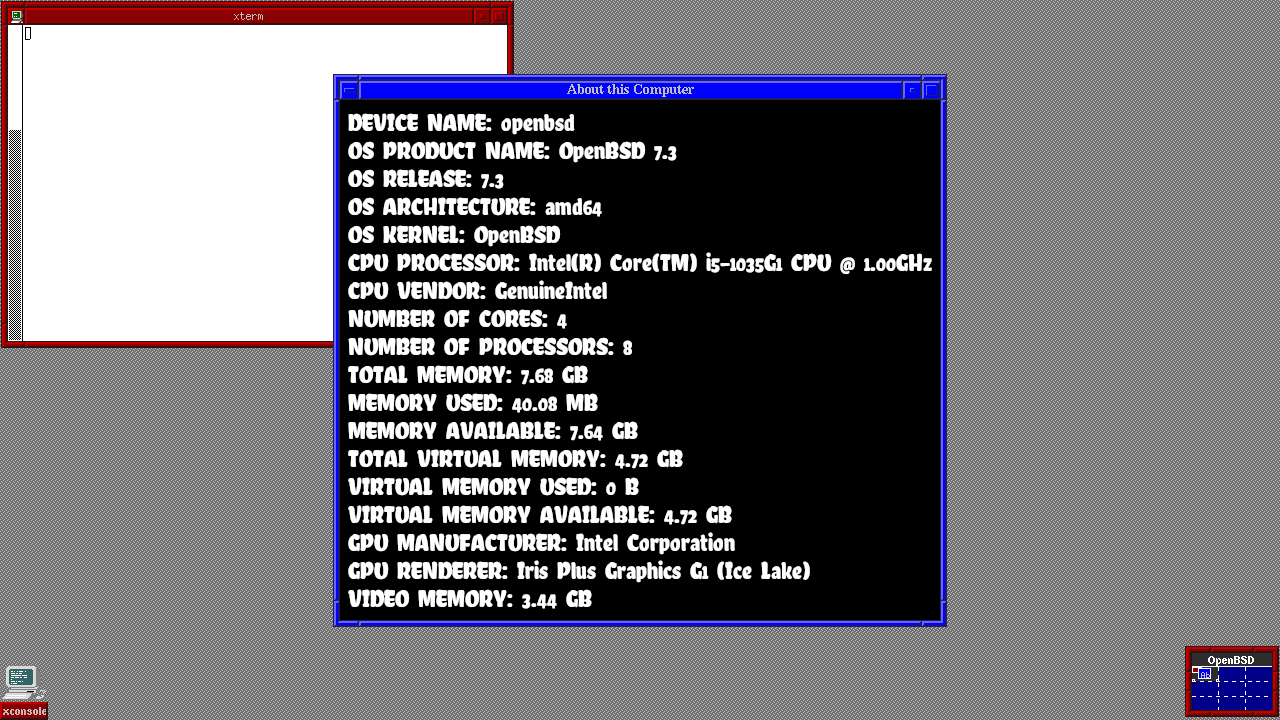 xterm
About this Computer
DEVICE NAME: openbsd
OS PRODUCT NAME: OpenBSD 7.3
OS RELEASE: 7.3
OS ARCHITECTURE: amd64
OS KERNEL: OpenBSD
CPU PROCESSOR: Intel(R) Core(TM) i5-1035G1 CPU @ 1.00GHz
CPU VENDOR: GenuineIntel
NUMBER OF CORES: 4
NUMBER OF PROCESSORS: 8
TOTAL MEMORY: 7.68 GB
MEMORY USED: 40.08 MB
MEMORY AVAILABLE: 7.64 GB
TOTAL VIRTUAL MEMORY: 4.72 GB
VIRTUAL MEMORY USED: 0 B
VIRTUAL MEMORY AVAILABLE: 4.72 GB
GPU MANUFACTURER: Intel Corporation
GPU RENDERER: Iris Plus Graphics G1 (Ice Lake)
VIDEO MEMORY: 3.44 GB
OpenBSD
Ab
xconsole